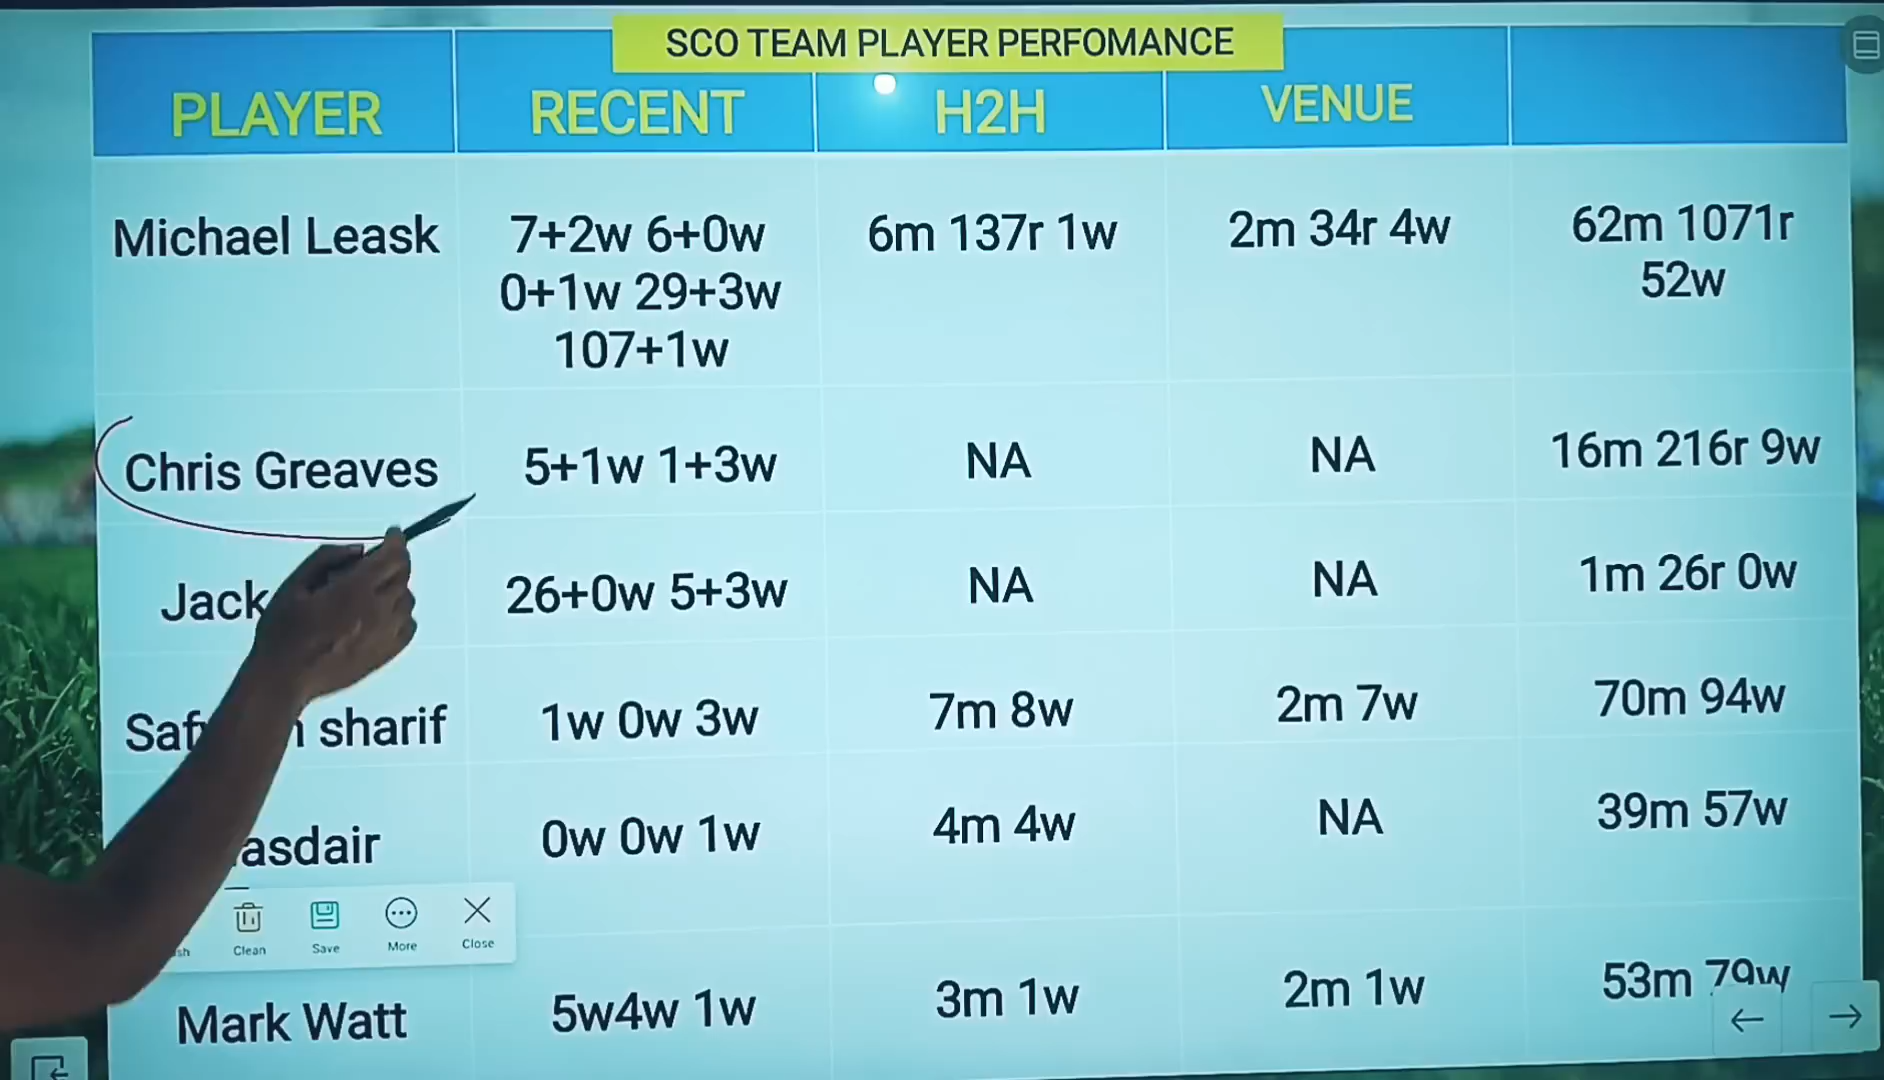 SCO TEAM PLAYER PERFOMANCE
PLAYER RECENT H2H VENUE
Michael Leask 7+2w 6+0w 6m 137r 1w 2m 34r 4w 62m 1071r
0+1w 29+3w 52w
107+1w
Chris Greaves 5+1w 1+3w NA NA 16m 216r 9w
Jack 26+0w 5+3w NA NA 1m 26r 0w
sharif 1w 0w 3w 7m 8w 2m 7w 70m 94w
asdair 0w 0w 1w 4m 4w NA 39m 57w
Clean Save More Close
Mark Watt 5w4w 1w 3m 1w 2m 1w 53m 79w